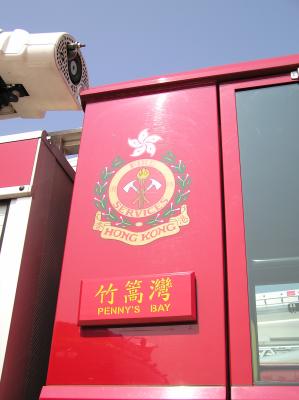 FIRE
SERVICES
HONG KONG
竹篙灣
PENNY'S BAY